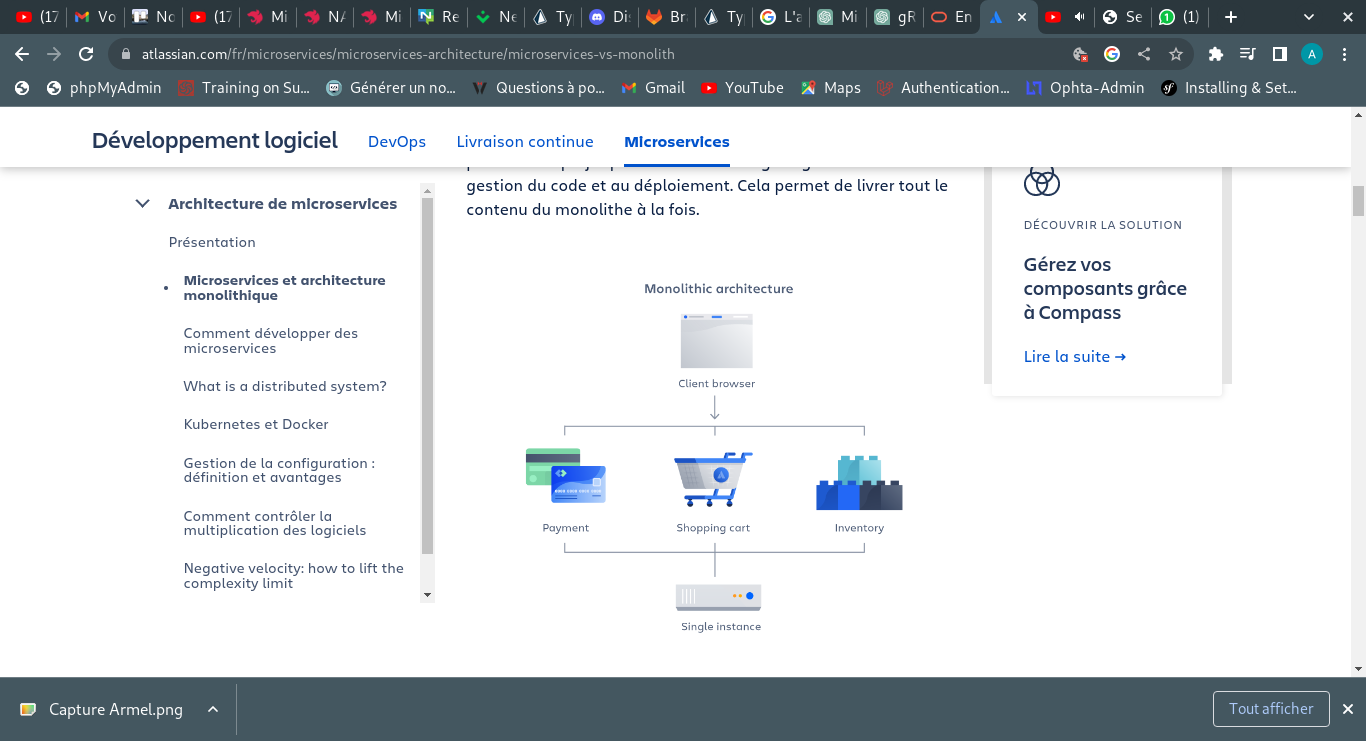 (17
Vo
No
(17
Mi
NA
Mi
Re
Ne
Ty
Di
Br
Ty
L'a
Mi
gR
En
Se
(1)
atlassian.com/fr/microservices/microservices-architecture/microservices-vs-monolith
A
phpMyAdmin
Training on Su...
Générer un no...
Questions à po...
Gmail
YouTube
Maps
Authentication...
Ophta-Admin
Installing & Set...
Développement logiciel
DevOps
Livraison continue
Microservices
Architecture de microservices
Présentation
Microservices et architecture
monolithique
Comment développer des
microservices
What is a distributed system?
Kubernetes et Docker
Gestion de la configuration :
définition et avantages
Comment contrôler la
multiplication des logiciels
Negative velocity: how to lift the
complexity limit
gestion du code et au déploiement. Cela permet de livrer tout le
contenu du monolithe à la fois.
Monolithic architecture
Client browser
Payment
Shopping cart
Inventory
Single instance
DÉCOUVRIR LA SOLUTION
Gérez vos
composants grâce
à Compass
Lire la suite →
Capture Armel.png
Tout afficher